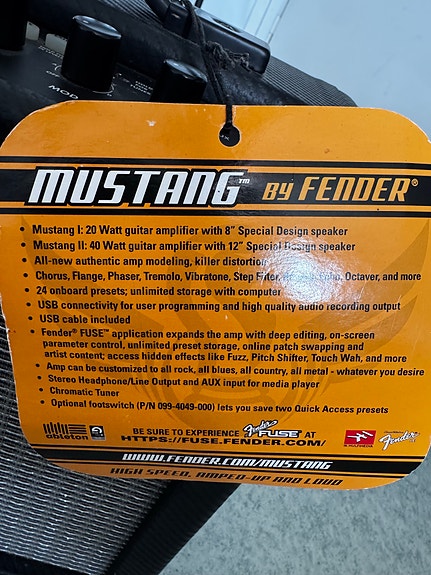 MOD
MUSTANG™ BY FENDER®
• Mustang I: 20 Watt guitar amplifier with 8" Special Design speaker
• Mustang II: 40 Watt guitar amplifier with 12" Special Design speaker
• All-new authentic amp modeling, killer distortion
• Chorus, Flange, Phaser, Tremolo, Vibratone, Step Filter, Echo, Octaver, and more
• 24 onboard presets; unlimited storage with computer
• USB connectivity for user programming and high quality audio recording output
• USB cable included
• Fender® FUSE™ application expands the amp with deep editing, on-screen
parameter control, unlimited preset storage, online patch swapping and
artist content; access hidden effects like Fuzz, Pitch Shifter, Touch Wah, and more
• Amp can be customized to all rock, all blues, all country, all metal - whatever you desire
• Stereo Headphone/Line Output and AUX input for media player
• Chromatic Tuner
• Optional footswitch (P/N 099-4049-000) lets you save two Quick Access presets
ableton
BE SURE TO EXPERIENCE Fender FUSE™ AT
HTTPS://FUSE.FENDER.COM/
Fender
WWW.FENDER.COM/MUSTANG
HIGH SPEED, AMPED-UP AND LOUD